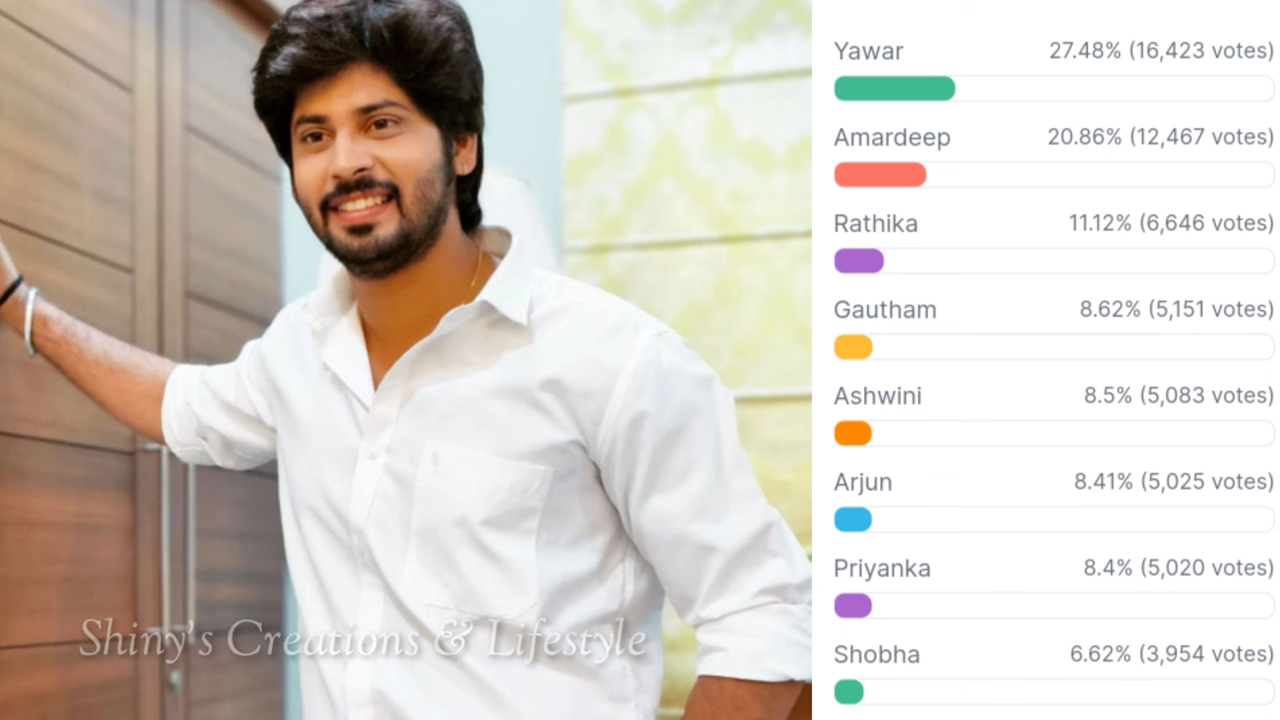 Yawar 27.48% (16,423 votes)
Amardeep 20.86% (12,467 votes)
Rathika 11.12% (6,646 votes)
Gautham 8.62% (5,151 votes)
Ashwini 8.5% (5,083 votes)
Arjun 8.41% (5,025 votes)
Priyanka 8.4% (5,020 votes)
Shobha 6.62% (3,954 votes)
Shiny's Creations & Lifestyle